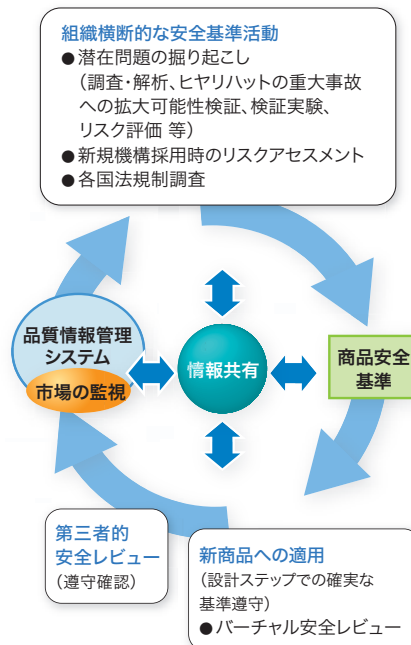 組織横断的な安全基準活動
●潜在問題の掘り起こし
（調査・解析、ヒヤリハットの重大事故
への拡大可能性検証、検証実験、
リスク評価 等）
●新規機構採用時のリスクアセスメント
●各国法規制調査
品質情報管理
システム
市場の監視
情報共有
商品安全
基準
第三者的
安全レビュー
（遵守確認）
新商品への適用
（設計ステップでの確実な
基準遵守）
●バーチャル安全レビュー